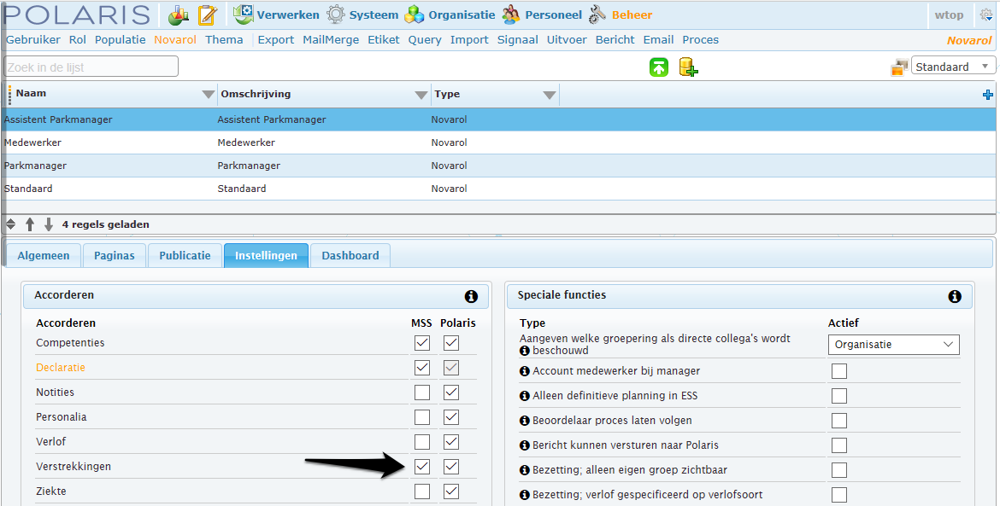 POLARIS Verwerken Systeem Organisatie Personeel Beheer wtop
Gebruiker Rol Populatie Novarol Thema Export MailMerge Etiket Query Import Signaal Uitvoer Bericht Email Proces Novarol
Zoek in de lijst Standaard
Naam Omschrijving Type
Assistent Parkmanager Assistent Parkmanager Novarol
Medewerker Medewerker Novarol
Parkmanager Parkmanager Novarol
Standaard Standaard Novarol
4 regels geladen
Algemeen Paginas Publicatie Instellingen Dashboard
Accorderen
Accorderen MSS Polaris
Competenties
Declaratie
Notities
Personalia
Verlof
Verstrekkingen
Ziekte
Speciale functies
Type Actief
Aangeven welke groepering als directe collega's wordt
beschouwd Organisatie
Account medewerker bij manager
Alleen definitieve planning in ESS
Beoordelaar proces laten volgen
Bericht kunnen versturen naar Polaris
Bezetting; alleen eigen groep zichtbaar
Bezetting; verlof gespecificeerd op verlofsoort